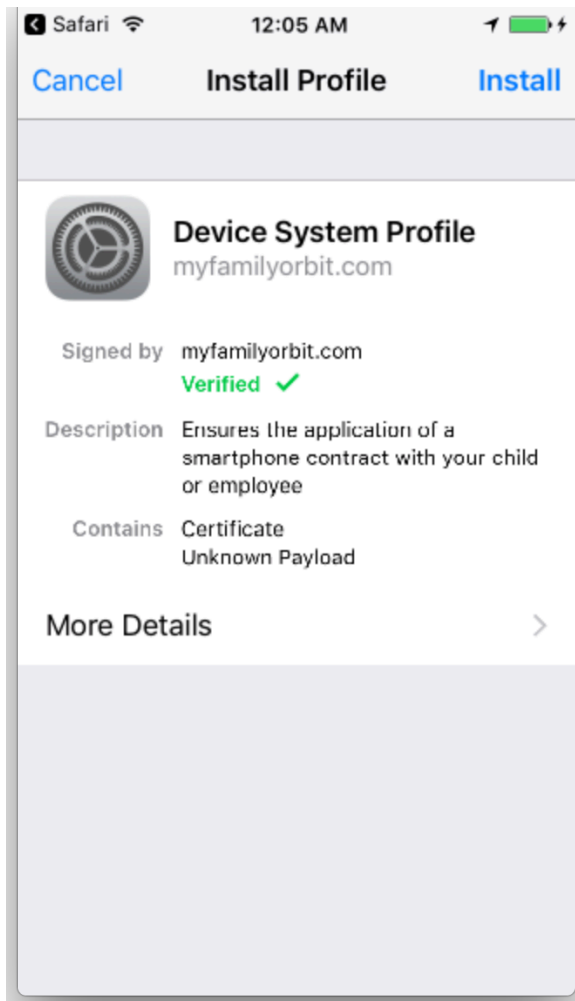 Safari 12:05 AM
Cancel Install Profile Install
Device System Profile
myfamilyorbit.com
Signed by myfamilyorbit.com
Verified
Description Ensures the application of a
smartphone contract with your child
or employee
Contains Certificate
Unknown Payload
More Details